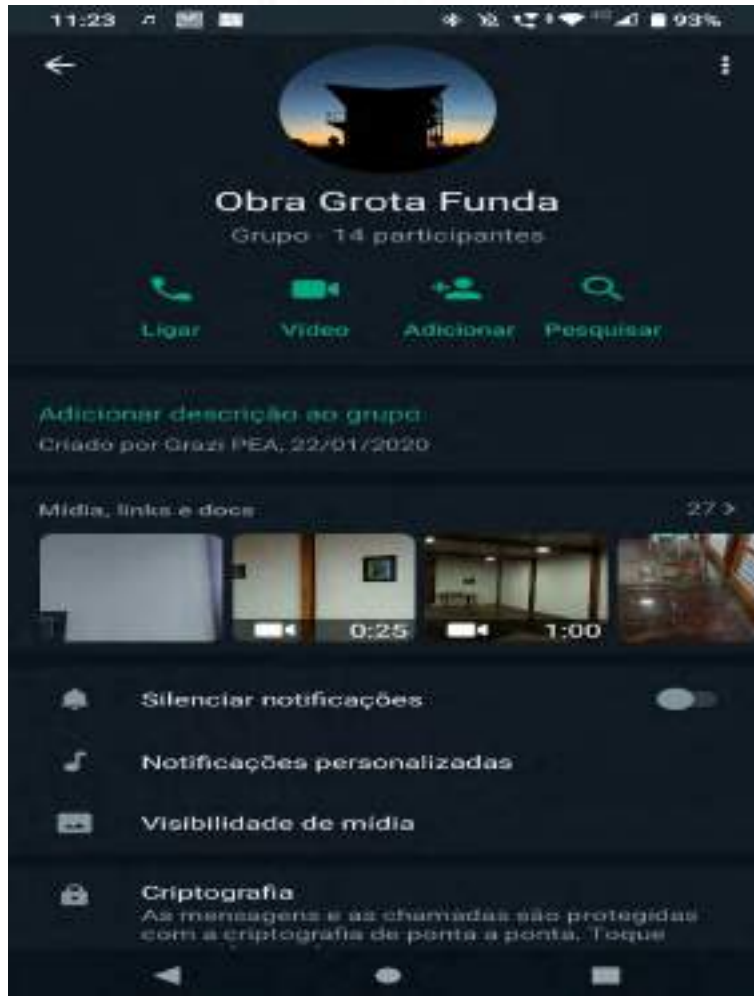 11:23
93%
Obra Grota Funda
Grupo · 14 participantes
Ligar
Vídeo
Adicionar
Pesquisar
Adicionar descrição ao grupo
Criado por Grazi PEA, 22/01/2020
Mídia, links e docs
27 >
0:25
1:00
Silenciar notificações
Notificações personalizadas
Visibilidade de mídia
Criptografia
As mensagens e as chamadas são protegidas
com a criptografia de ponta a ponta. Toque